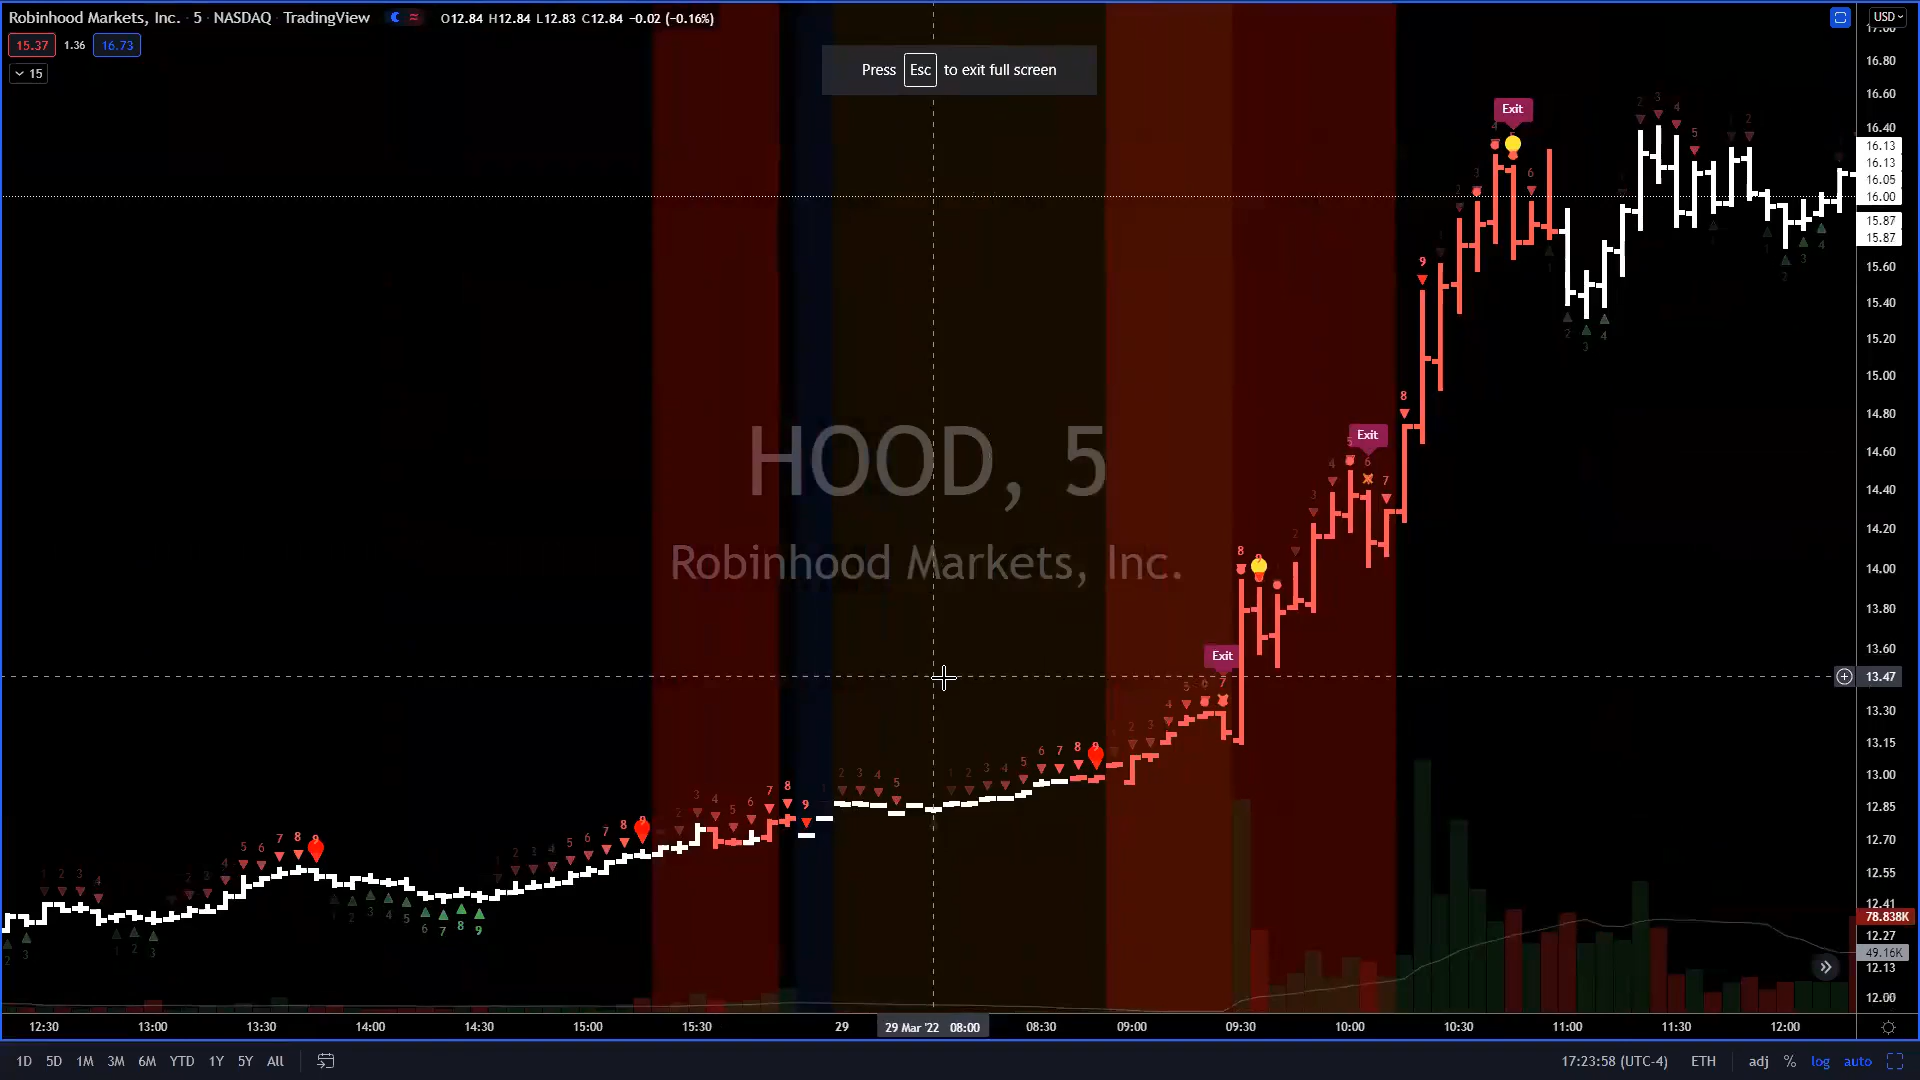 Robinhood Markets, Inc. · 5 · NASDAQ · TradingView O12.84 H12.84 L12.83 C12.84 −0.02 (−0.16%)
15.37 1.36 16.73
15
Press Esc to exit full screen
USD
17.00
16.80
16.60
16.40
16.13
16.13
16.05
16.00
15.87
15.87
15.60
15.40
15.20
15.00
14.80
14.60
14.40
14.20
14.00
13.80
13.60
13.47
13.30
13.15
13.00
12.85
12.70
12.55
12.41
78.838K
12.27
49.16K
12.13
12.00
Exit
Exit
Exit
HOOD, 5
Robinhood Markets, Inc.
12:30 13:00 13:30 14:00 14:30 15:00 15:30 29 29 Mar '22 08:00 08:30 09:00 09:30 10:00 10:30 11:00 11:30 12:00
1D 5D 1M 3M 6M YTD 1Y 5Y All 17:23:58 (UTC-4) ETH adj % log auto